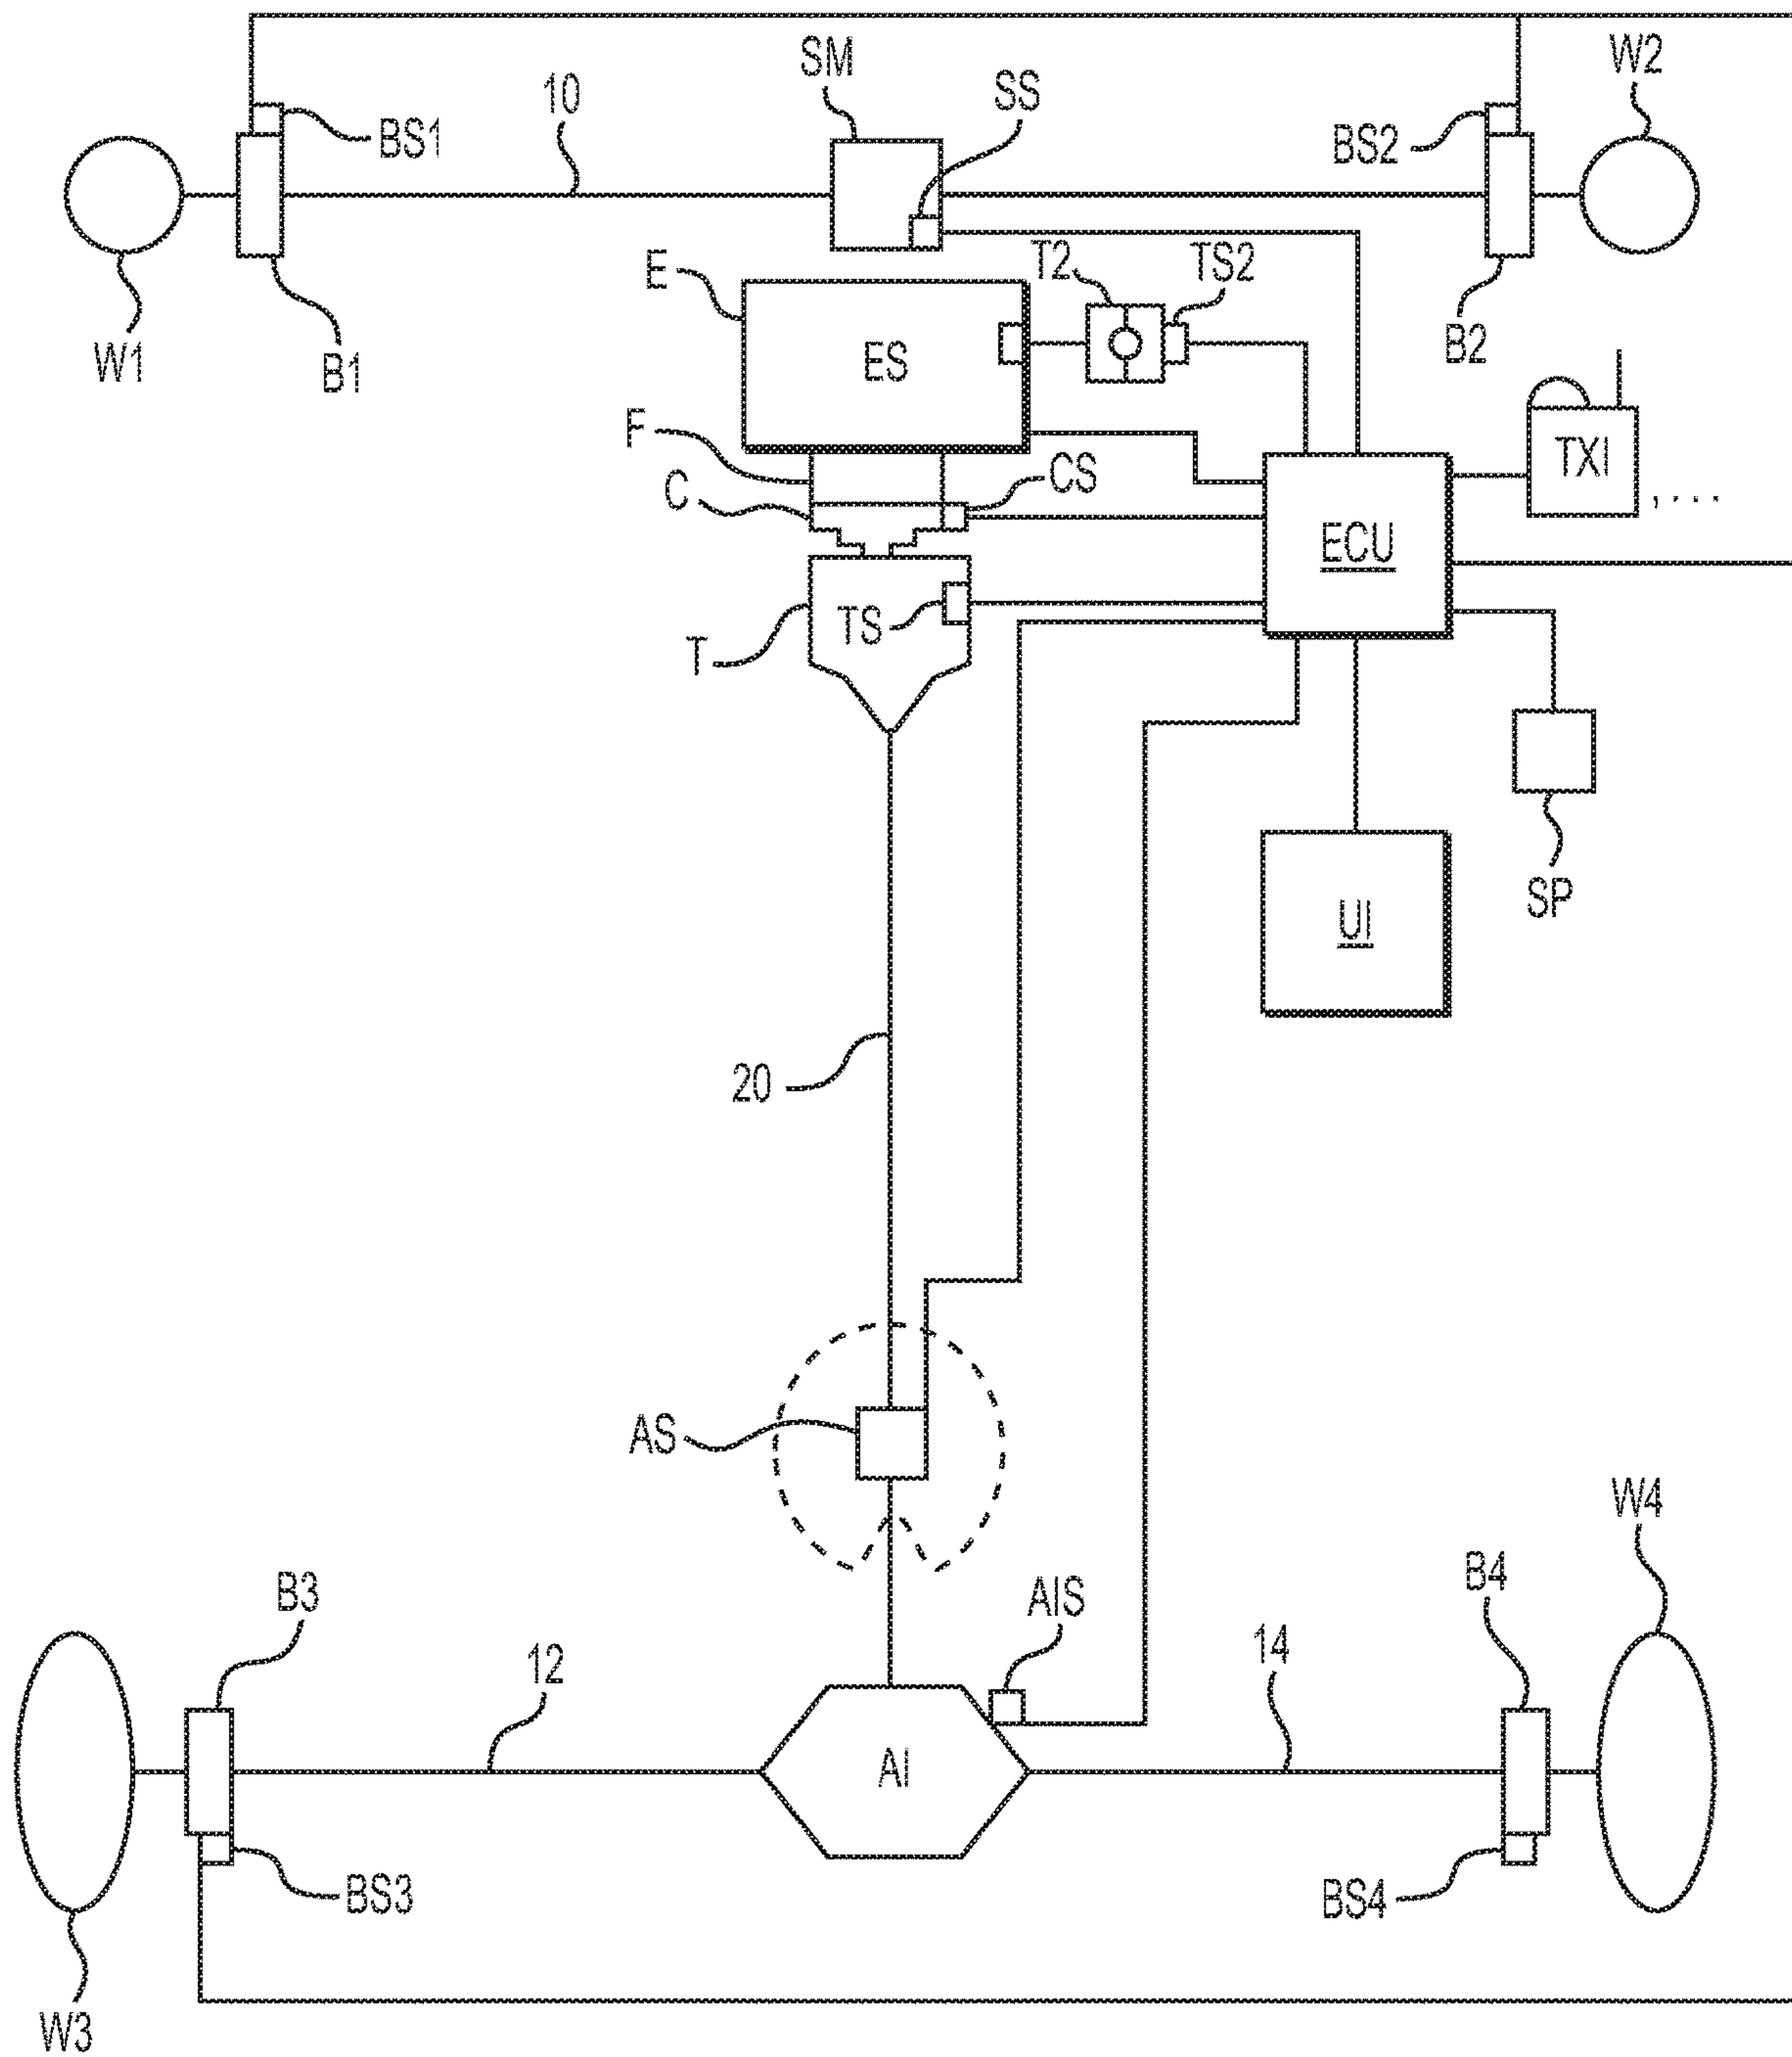 SM
W2
SS
10
BS1
BS2
E
T2
TS2
W1
B1
B2
ES
F
CS
TXI
C
, . . .
ECU
TS
T
SP
UI
20
AS
W4
B4
B3
AIS
14
12
AI
BS3
BS4
W3